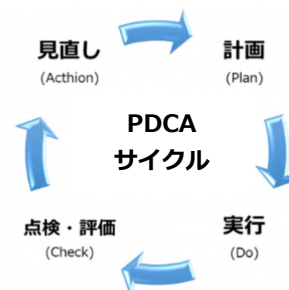 見直し
(Acthion)
計画
(Plan)
PDCA
サイクル
点検・評価
(Check)
実行
(Do)